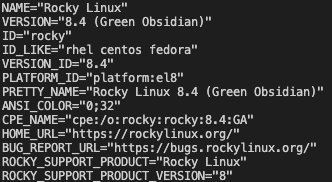 NAME="Rocky Linux"
VERSION="8.4 (Green Obsidian)"
ID="rocky"
ID_LIKE="rhel centos fedora"
VERSION_ID="8.4"
PLATFORM_ID="platform:el8"
PRETTY_NAME="Rocky Linux 8.4 (Green Obsidian)"
ANSI_COLOR="0;32"
CPE_NAME="cpe:/o:rocky:rocky:8.4:GA"
HOME_URL="https://rockylinux.org/"
BUG_REPORT_URL="https://bugs.rockylinux.org/"
ROCKY_SUPPORT_PRODUCT="Rocky Linux"
ROCKY_SUPPORT_PRODUCT_VERSION="8"